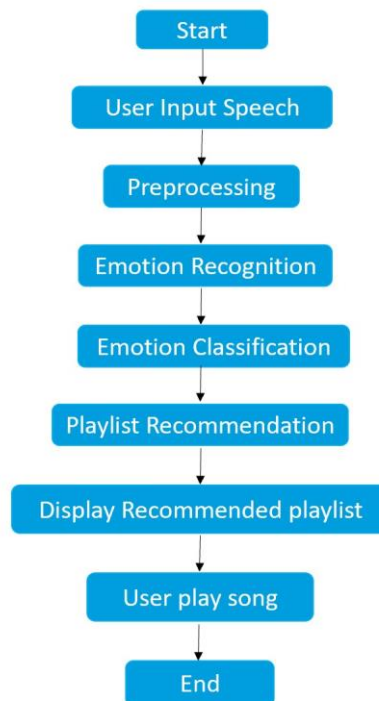 Start
User Input Speech
Preprocessing
Emotion Recognition
Emotion Classification
Playlist Recommendation
Display Recommended playlist
User play song
End